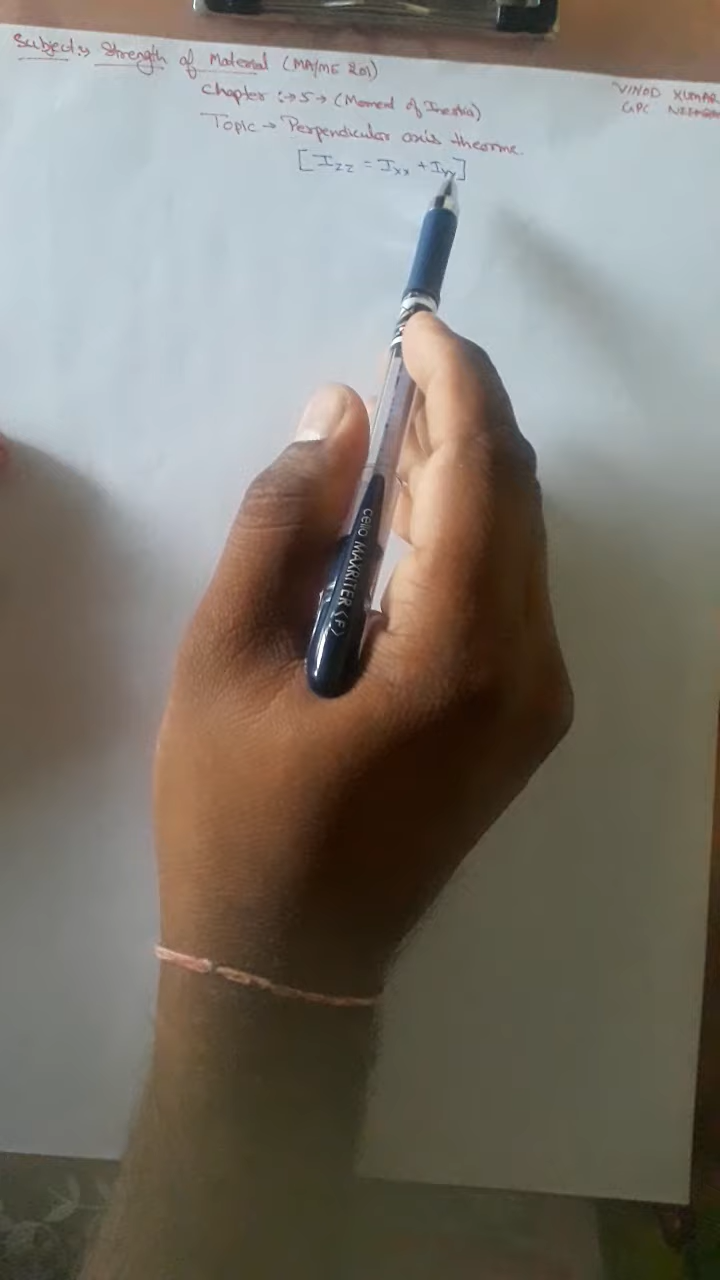 Subject:→ Strength of Material (MA/ME 201)
Chapter :→ 5 → (Moment of Inertia)
Topic → Perpendicular axis theorme.
[Izz = Ixx + Iyy]
VINOD KUMAR
GPC
cello MAXRITER (F)